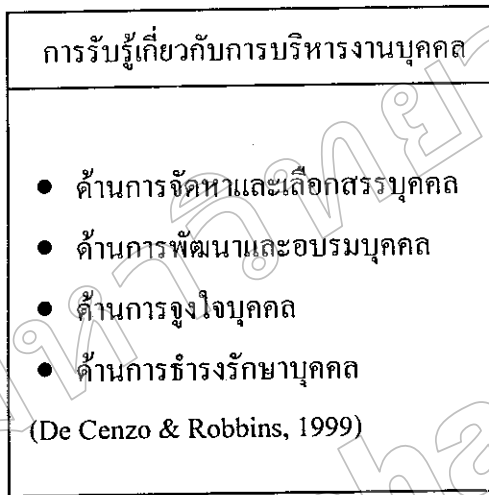 การรับรู้เกี่ยวกับการบริหารงานบุคคล
● ด้านการจัดหาและเลือกสรรบุคคล
● ด้านการพัฒนาและอบรมบุคคล
● ด้านการจูงใจบุคคล
● ด้านการธำรงรักษาบุคคล
(De Cenzo & Robbins, 1999)